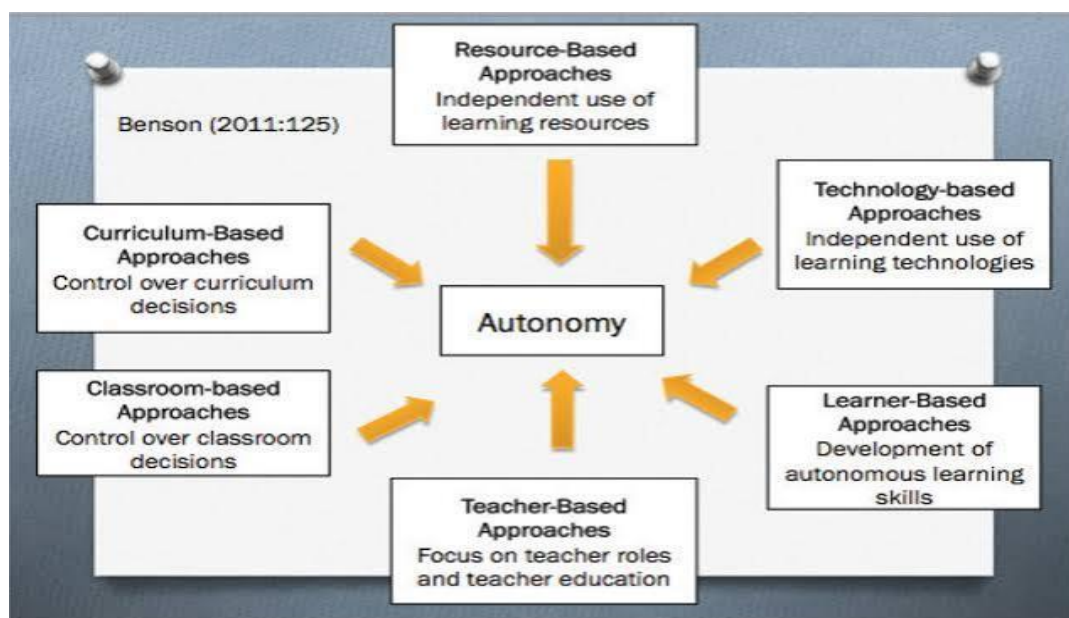 Resource-Based
Approaches
Independent use of
learning resources
Benson (2011:125)
Technology-based
Approaches
Independent use of
learning technologies
Curriculum-Based
Approaches
Control over curriculum
decisions
Autonomy
Classroom-based
Approaches
Control over classroom
decisions
Learner-Based
Approaches
Development of
autonomous learning
skills
Teacher-Based
Approaches
Focus on teacher roles
and teacher education